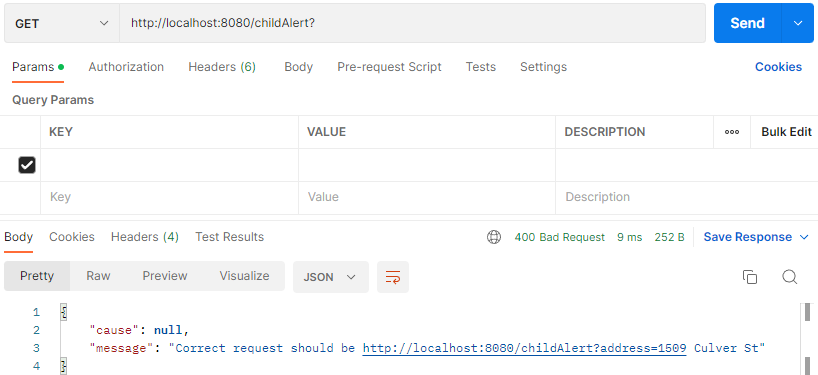 GET http://localhost:8080/childAlert? Send
Params Authorization Headers (6) Body Pre-request Script Tests Settings Cookies
Query Params
KEY VALUE DESCRIPTION ooo Bulk Edit
Key Value Description
Body Cookies Headers (4) Test Results 400 Bad Request 9 ms 252 B Save Response
Pretty Raw Preview Visualize JSON
1 {
2 "cause": null,
3 "message": "Correct request should be http://localhost:8080/childAlert?address=1509 Culver St"
4 }